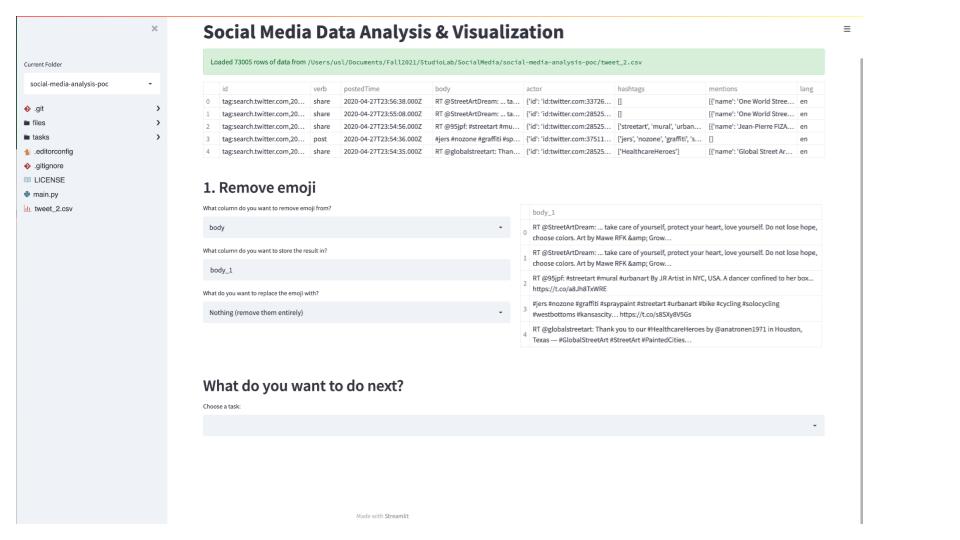 Social Media Data Analysis & Visualization
Current Folder
social-media-analysis-poc
.git
files
tasks
.editorconfig
.gitignore
LICENSE
main.py
tweet_2.csv
Loaded 73005 rows of data from /Users/usl/Documents/Fall2021/StudioLab/SocialMedia/social-media-analysis-poc/tweet_2.csv
id verb postedTime body actor hashtags mentions lang
0 tag:search.twitter.com,20... share 2020-04-27T23:56:38.000Z RT @StreetArtDream: ... ta... {'id': 'id:twitter.com:33726... [] [{'name': 'One World Stree... en
1 tag:search.twitter.com,20... share 2020-04-27T23:55:08.000Z RT @StreetArtDream: ... ta... {'id': 'id:twitter.com:28525... [] [{'name': 'One World Stree... en
2 tag:search.twitter.com,20... share 2020-04-27T23:54:56.000Z RT @95jpf: #streetart #mu... {'id': 'id:twitter.com:28525... ['streetart', 'mural', 'urban... [{'name': 'Jean-Pierre FIZA... en
3 tag:search.twitter.com,20... post 2020-04-27T23:54:36.000Z #jers #nozone #graffiti #sp... {'id': 'id:twitter.com:37511... ['jers', 'nozone', 'graffiti', 's... [] en
4 tag:search.twitter.com,20... share 2020-04-27T23:54:35.000Z RT @globalstreetart: Than... {'id': 'id:twitter.com:28525... ['HealthcareHeroes'] [{'name': 'Global Street Ar... en
1. Remove emoji
What column do you want to remove emoji from?
body
What column do you want to store the result in?
body_1
What do you want to replace the emoji with?
Nothing (remove them entirely)
body_1
0 RT @StreetArtDream: ... take care of yourself, protect your heart, love yourself. Do not lose hope,
choose colors. Art by Mawe RFK &amp; Grow...
1 RT @StreetArtDream: ... take care of yourself, protect your heart, love yourself. Do not lose hope,
choose colors. Art by Mawe RFK &amp; Grow...
2 RT @95jpf: #streetart #mural #urbanart By JR Artist in NYC, USA. A dancer confined to her box...
https://t.co/a8Jh8TxWRE
3 #jers #nozone #graffiti #spraypaint #streetart #urbanart #bike #cycling #solocycling
#westbottoms #kansascity... https://t.co/s85Xy8V5Gs
4 RT @globalstreetart: Thank you to our #HealthcareHeroes by @anatronen1971 in Houston,
Texas — #GlobalStreetArt #StreetArt #PaintedCities...
What do you want to do next?
Choose a task:
Made with Streamlit